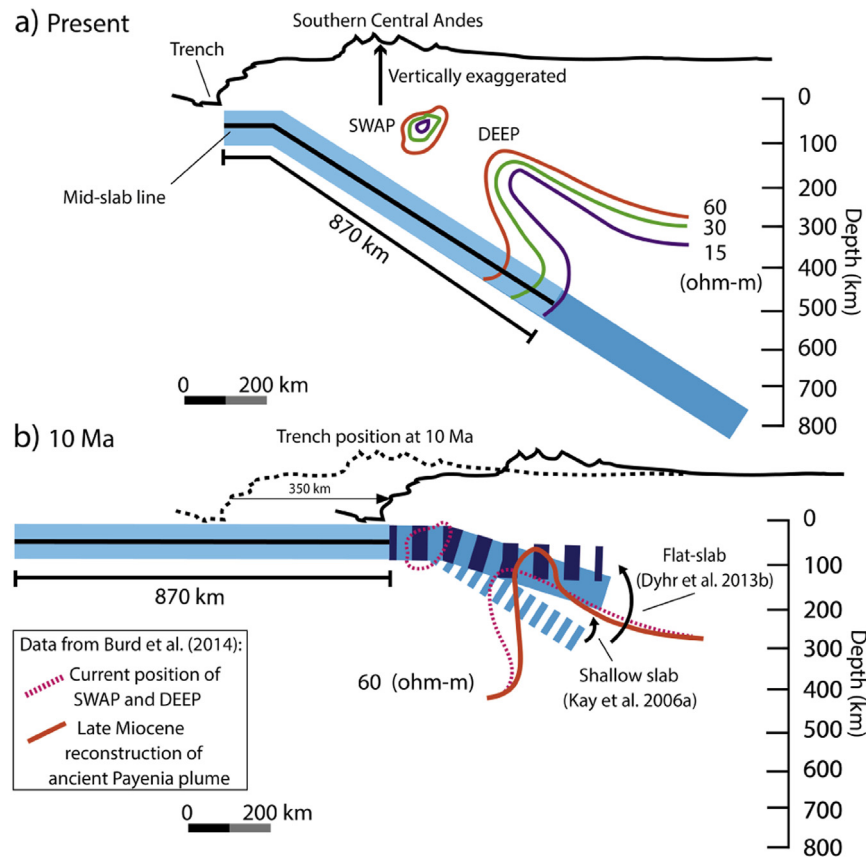 a) Present
Southern Central Andes
Trench
Vertically exaggerated
SWAP
DEEP
Mid-slab line
870 km
60
30
15
(ohm-m)
0
100
200
300
400
500
600
700
800
Depth (km)
0 200 km
b) 10 Ma
Trench position at 10 Ma
350 km
870 km
Flat-slab
(Dyhr et al. 2013b)
Shallow slab
(Kay et al. 2006a)
60 (ohm-m)
0
100
200
300
400
500
600
700
800
Depth (km)
Data from Burd et al. (2014):
Current position of
SWAP and DEEP
Late Miocene
reconstruction of
ancient Payenia plume
0 200 km